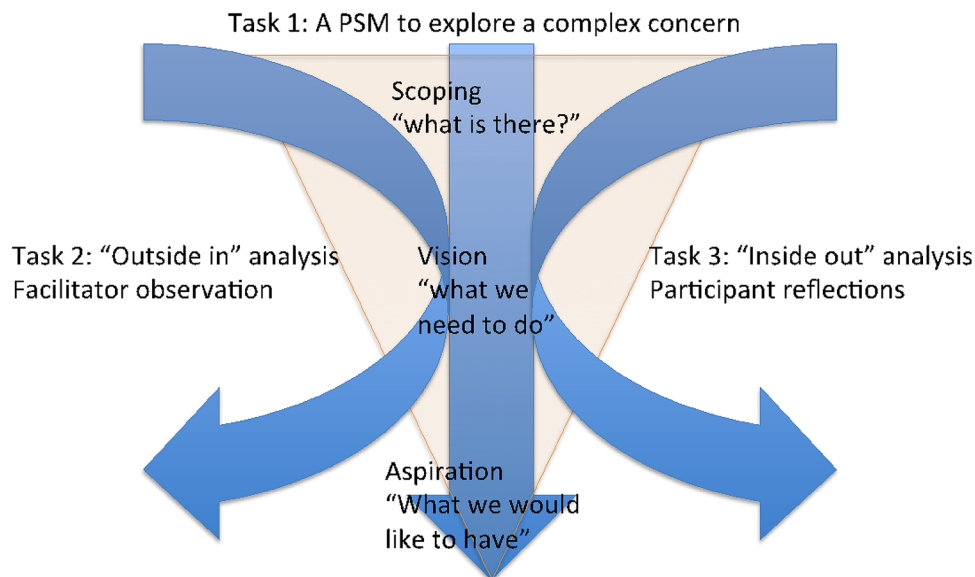 Task 1: A PSM to explore a complex concern
Scoping
“what is there?”
Task 2: “Outside in” analysis
Facilitator observation
Vision
“what we
need to do”
Task 3: “Inside out” analysis
Participant reflections
Aspiration
“What we would
like to have”